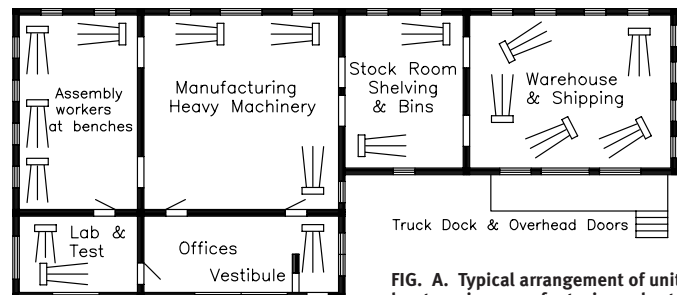 Assembly
workers
at benches
Manufacturing
Heavy Machinery
Stock Room
Shelving
& Bins
Warehouse
& Shipping
Truck Dock & Overhead Doors
Lab &
Test
Offices
Vestibule
FIG. A. Typical arrangement of unit